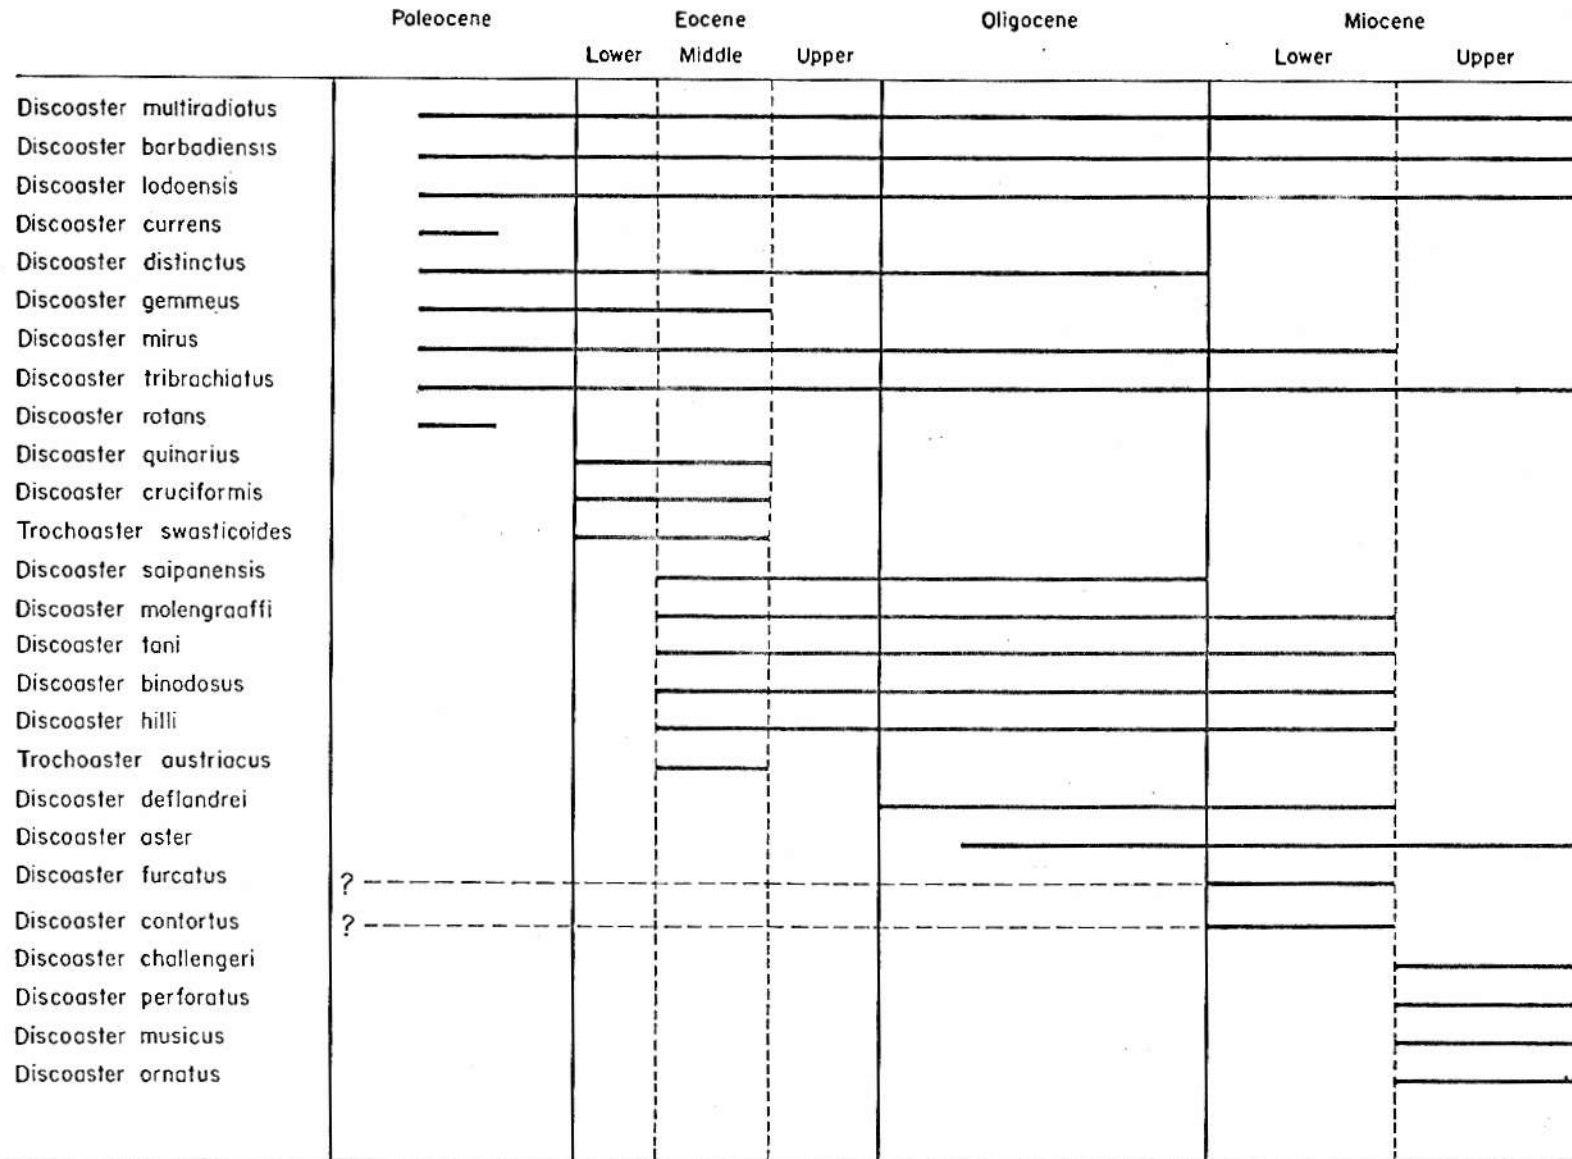 Paleocene Eocene Oligocene Miocene
Lower Middle Upper Lower Upper
Discoaster multiradiatus
Discoaster barbadiensis
Discoaster lodoensis
Discoaster currens
Discoaster distinctus
Discoaster gemmeus
Discoaster mirus
Discoaster tribrachiatus
Discoaster rotans
Discoaster quinarius
Discoaster cruciformis
Trochoaster swasticoides
Discoaster saipanensis
Discoaster molengraaffi
Discoaster tani
Discoaster binodosus
Discoaster hilli
Trochoaster austriacus
Discoaster deflandrei
Discoaster aster
Discoaster furcatus ?
Discoaster contortus ?
Discoaster challengeri
Discoaster perforatus
Discoaster musicus
Discoaster ornatus